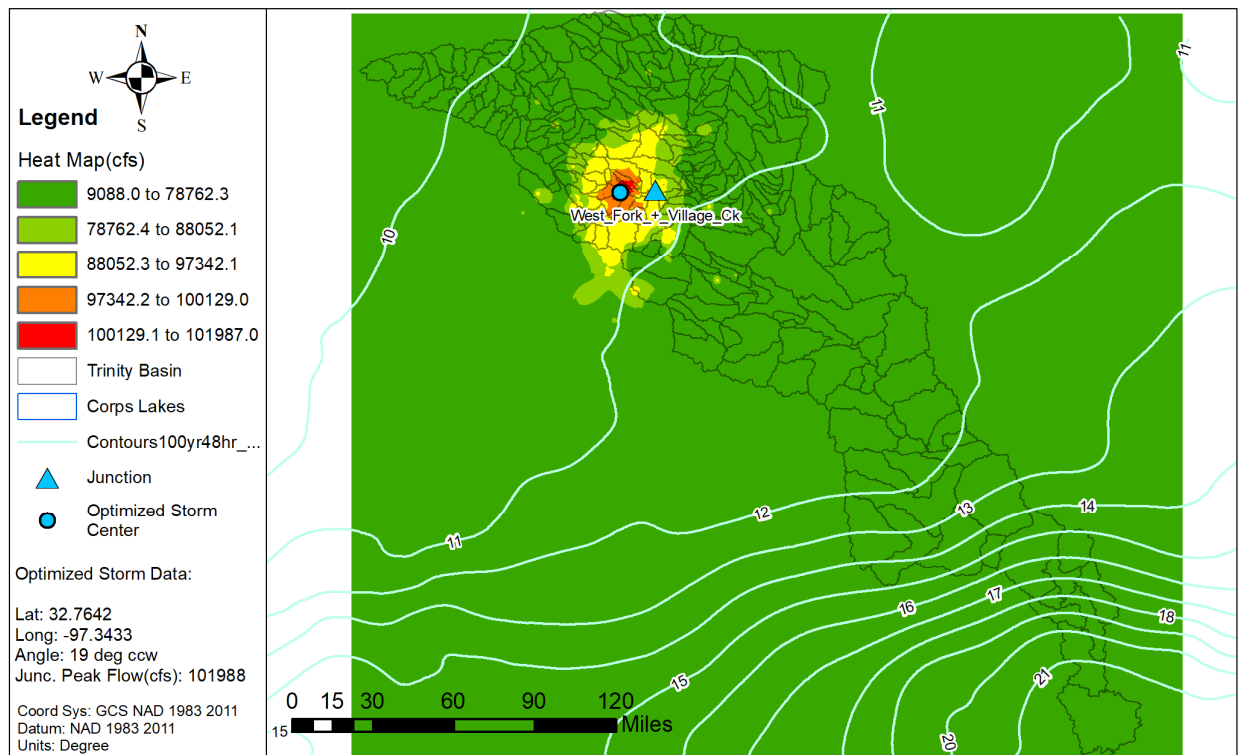 N
W E
S
Legend
Heat Map(cfs)
9088.0 to 78762.3
78762.4 to 88052.1
88052.3 to 97342.1
97342.2 to 100129.0
100129.1 to 101987.0
Trinity Basin
Corps Lakes
Contours100yr48hr_...
Junction
Optimized Storm
Center
Optimized Storm Data:
Lat: 32.7642
Long: -97.3433
Angle: 19 deg ccw
Junc. Peak Flow(cfs): 101988
Coord Sys: GCS NAD 1983 2011
Datum: NAD 1983 2011
Units: Degree
11
11
West_Fork_+_Village_Ck
10
12
13
14
11
17
16
18
15
21
20
0 15 30 60 90 120
Miles
15